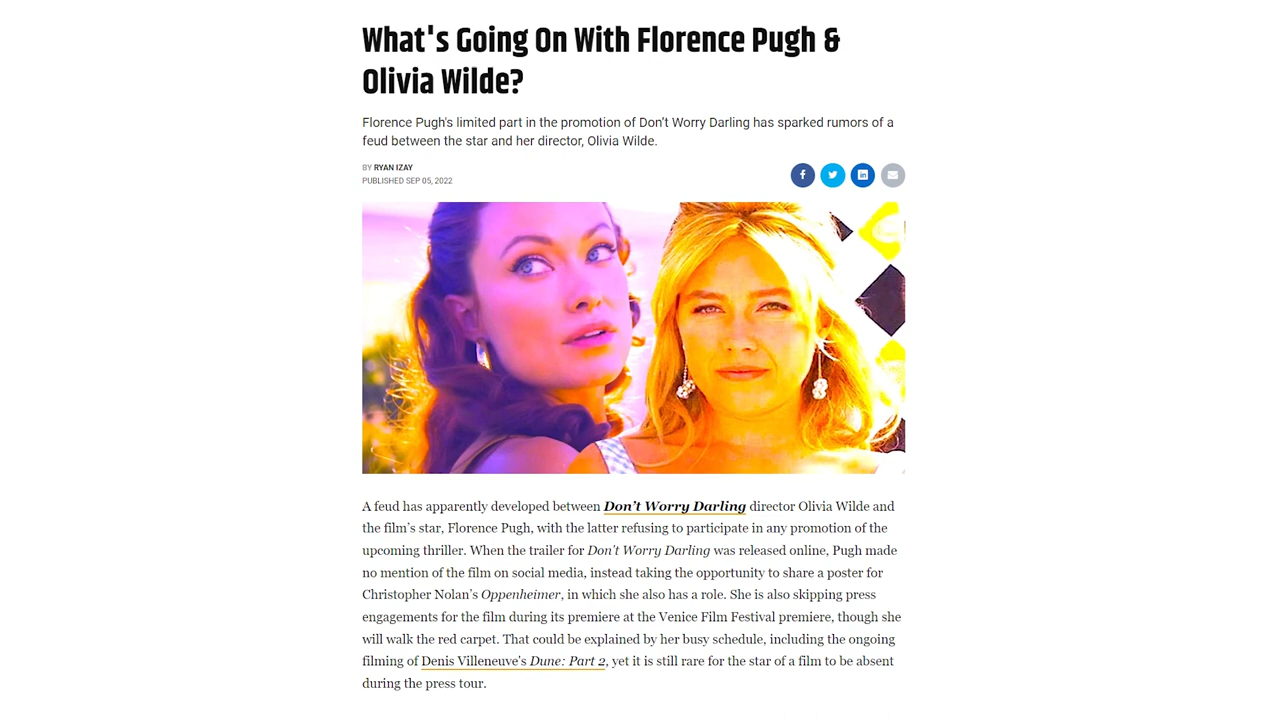 What's Going On With Florence Pugh &
Olivia Wilde?
Florence Pugh's limited part in the promotion of Don’t Worry Darling has sparked rumors of a
feud between the star and her director, Olivia Wilde.
BY RYAN IZAY
PUBLISHED SEP 05, 2022
A feud has apparently developed between Don’t Worry Darling director Olivia Wilde and
the film’s star, Florence Pugh, with the latter refusing to participate in any promotion of the
upcoming thriller. When the trailer for Don’t Worry Darling was released online, Pugh made
no mention of the film on social media, instead taking the opportunity to share a poster for
Christopher Nolan’s Oppenheimer, in which she also has a role. She is also skipping press
engagements for the film during its premiere at the Venice Film Festival premiere, though she
will walk the red carpet. That could be explained by her busy schedule, including the ongoing
filming of Denis Villeneuve’s Dune: Part 2, yet it is still rare for the star of a film to be absent
during the press tour.